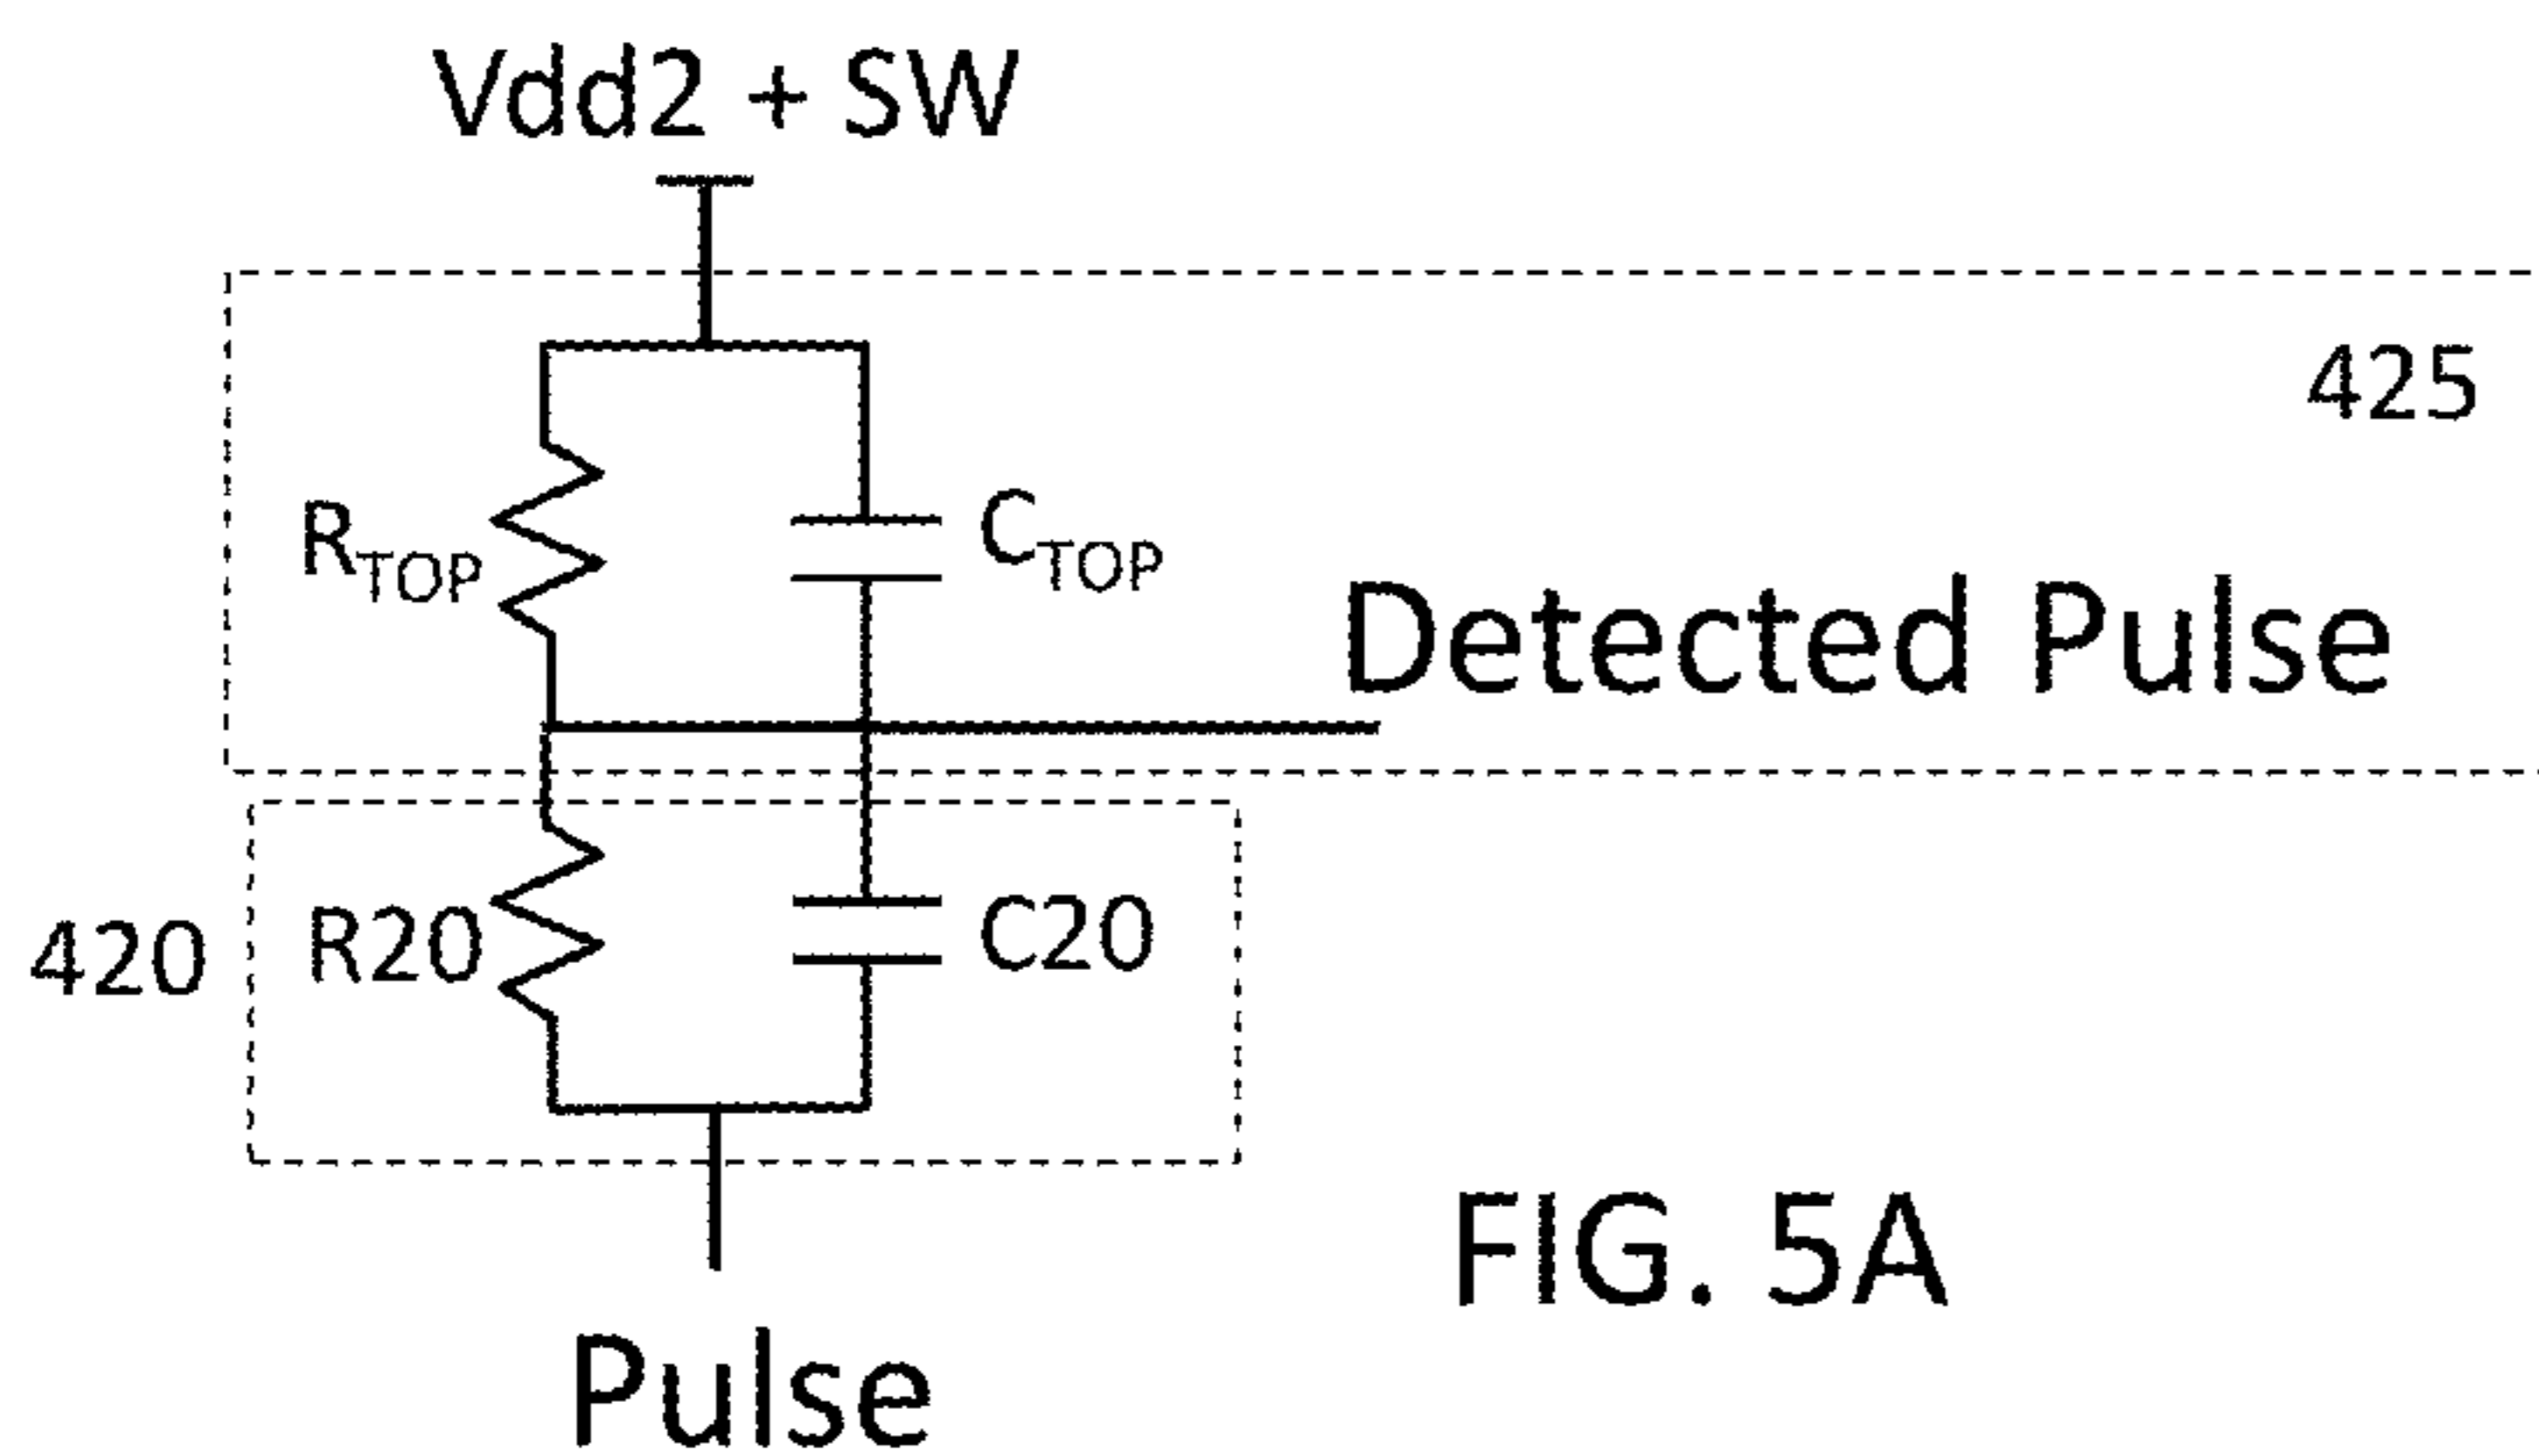 Vdd2 + SW
425
RTOP
CTOP
Detected Pulse
420
R20
C20
FIG. 5A
Pulse